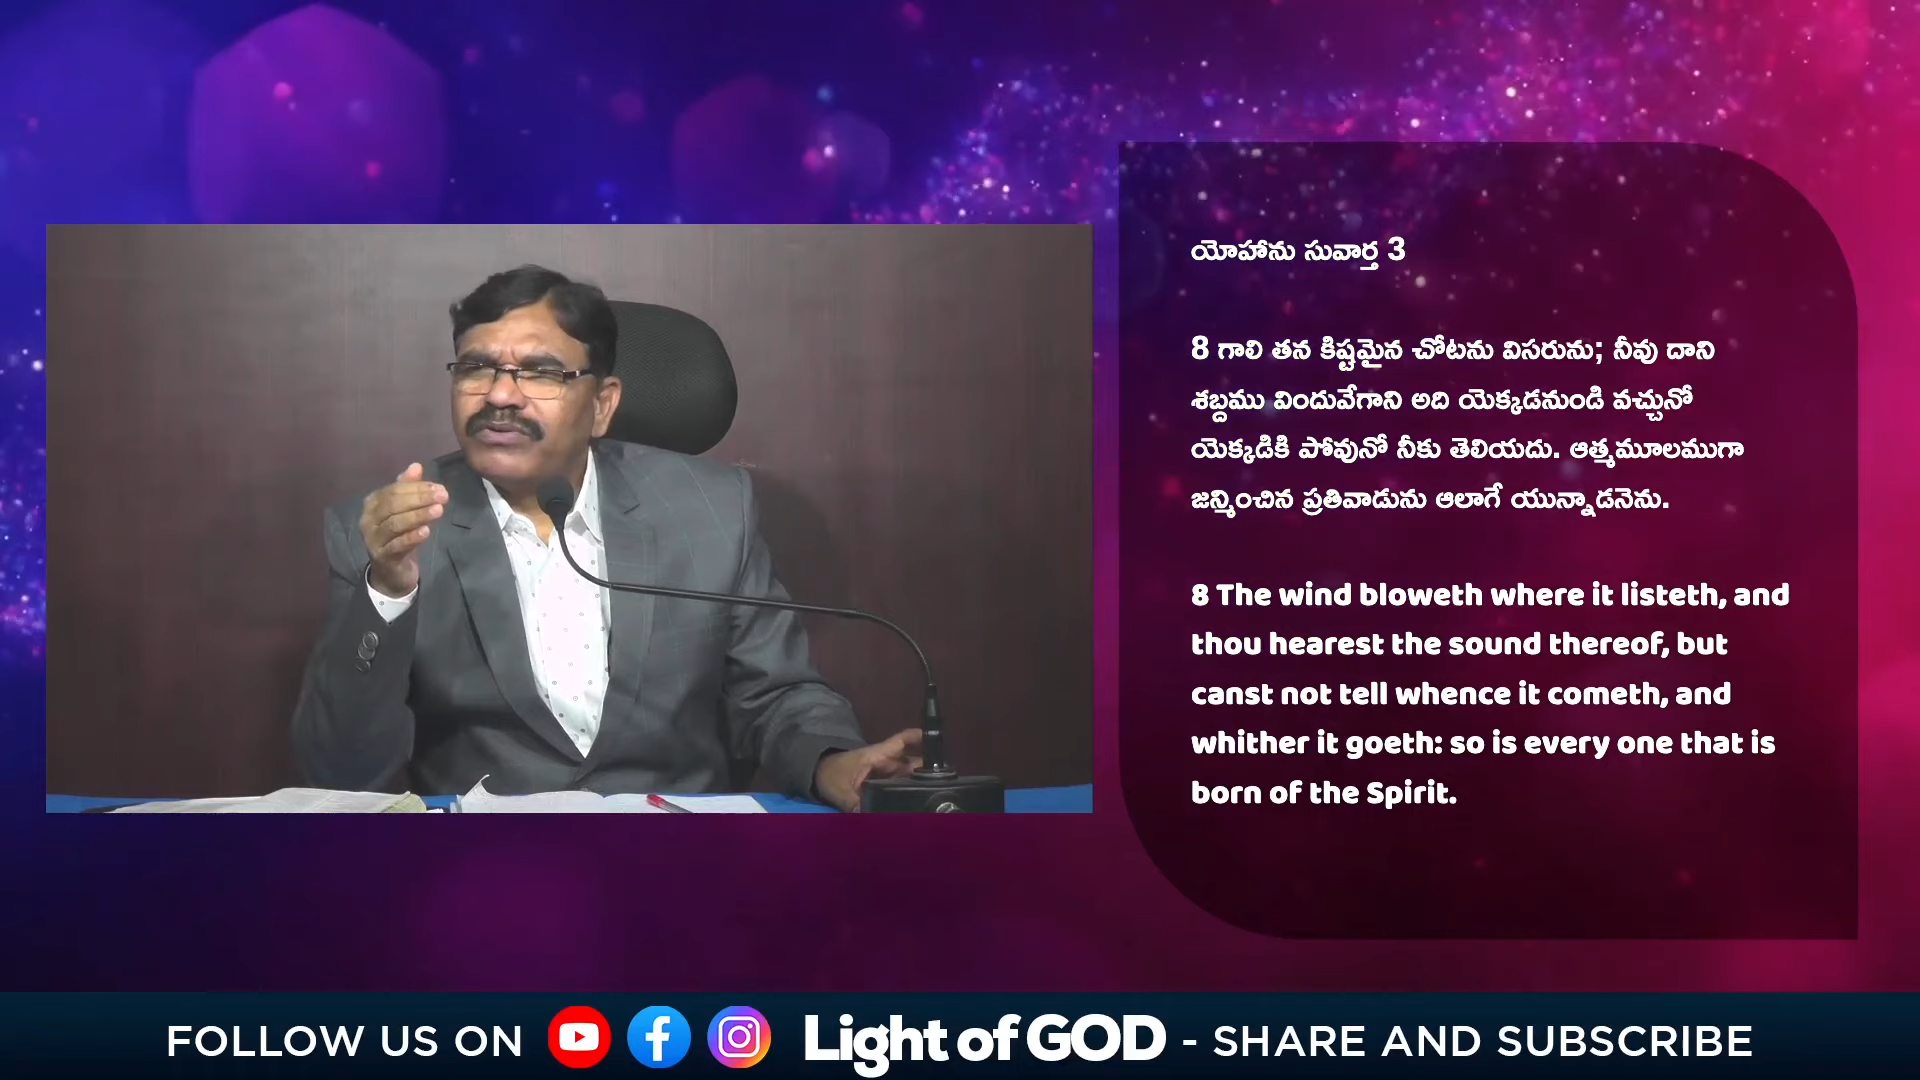 యోహాను సువార్త 3
8 గాలి తన కిష్టమైన చోటను విసరును; నీవు దాని
శబ్దము విందువేగాని అది యెక్కడనుండి వచ్చునో
యెక్కడికి పోవునో నీకు తెలియదు. ఆత్మమూలముగా
జన్మించిన ప్రతివాడును ఆలాగే యున్నాడనెను.
8 The wind bloweth where it listeth, and
thou hearest the sound thereof, but
canst not tell whence it cometh, and
whither it goeth: so is every one that is
born of the Spirit.
FOLLOW US ON Light of GOD - SHARE AND SUBSCRIBE